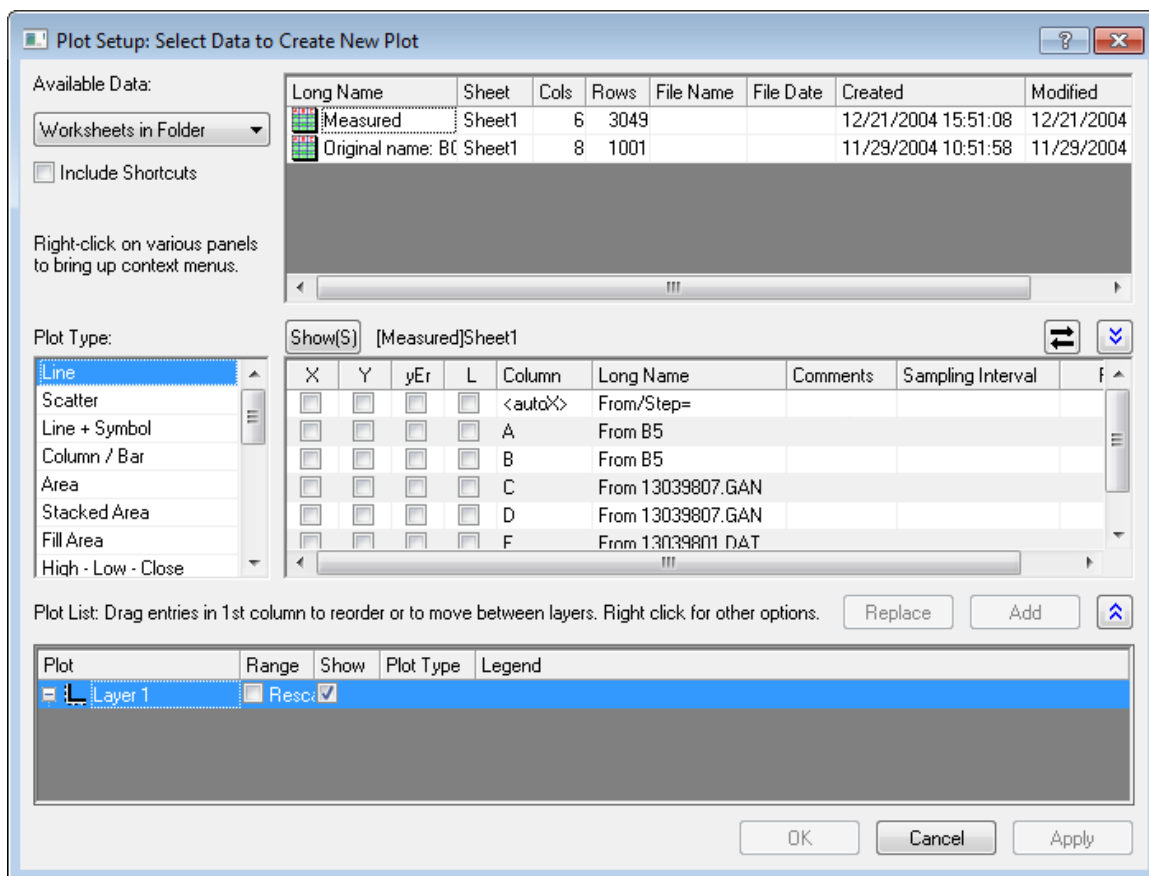 Plot Setup: Select Data to Create New Plot
Available Data:
Worksheets in Folder
Include Shortcuts
Right-click on various panels
to bring up context menus.
Long Name Sheet Cols Rows File Name File Date Created Modified
Measured Sheet1 6 3049 12/21/2004 15:51:08 12/21/2004
Original name: B( Sheet1 8 1001 11/29/2004 10:51:58 11/29/2004
Plot Type:
Show(S) [Measured]Sheet1
Line
Scatter
Line + Symbol
Column / Bar
Area
Stacked Area
Fill Area
High - Low - Close
X Y yEr L Column Long Name Comments Sampling Interval
<autoX> From/Step=
A From B5
B From B5
C From 13039807.GAN
D From 13039807.GAN
From 13039801.DAT
Plot List: Drag entries in 1st column to reorder or to move between layers. Right click for other options.
Replace Add
Plot Range Show Plot Type Legend
Layer 1 Resc
OK Cancel Apply